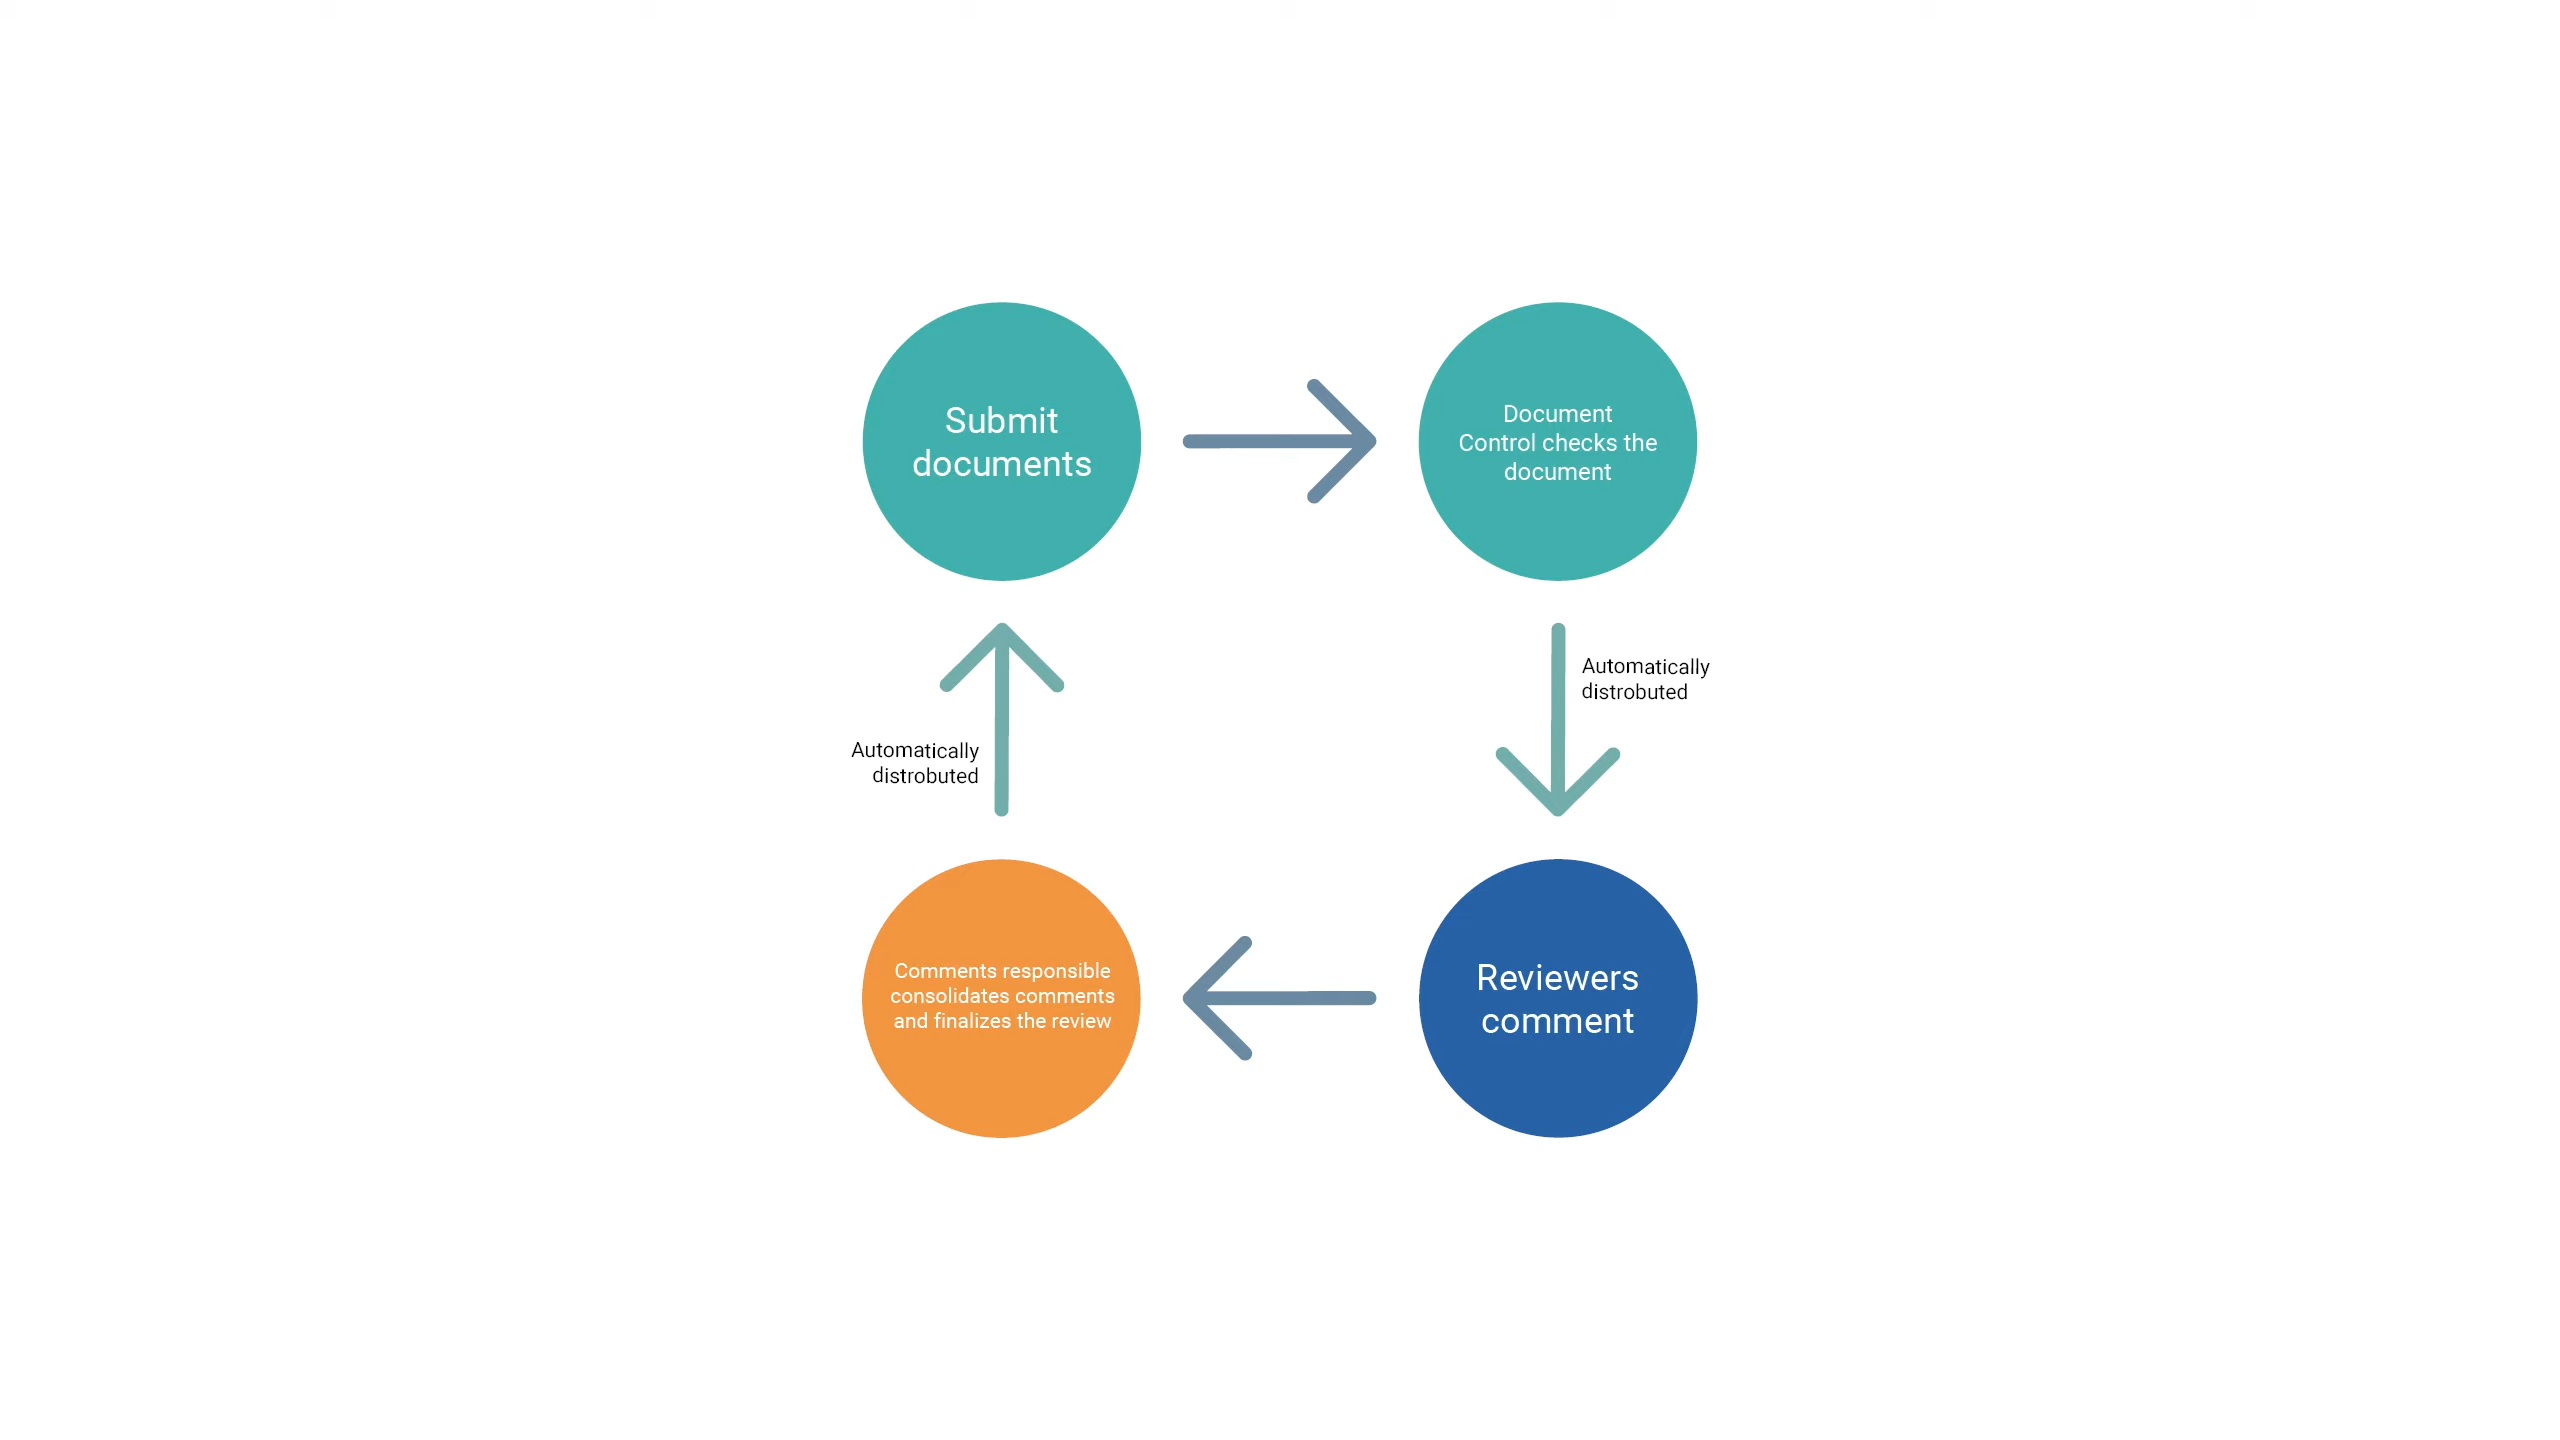 Submit
documents
Document
Control checks the
document
Automatically
distrobuted
Reviewers
comment
Comments responsible
consolidates comments
and finalizes the review
Automatically
distrobuted